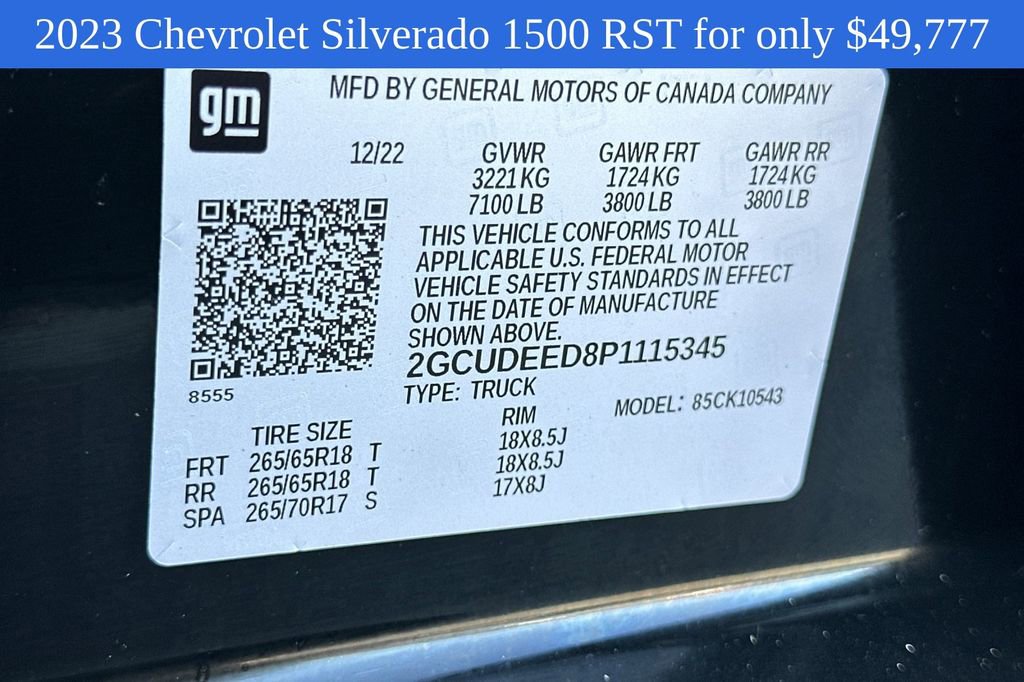 2023 Chevrolet Silverado 1500 RST for only $49,777
gm
MFD BY GENERAL MOTORS OF CANADA COMPANY
12/22 GVWR GAWR FRT GAWR RR
3221 KG 1724 KG 1724 KG
7100 LB 3800 LB 3800 LB
THIS VEHICLE CONFORMS TO ALL
APPLICABLE U.S. FEDERAL MOTOR
VEHICLE SAFETY STANDARDS IN EFFECT
ON THE DATE OF MANUFACTURE
SHOWN ABOVE.
2GCUDEED8P1115345
8555
TYPE: TRUCK MODEL: 85CK10543
TIRE SIZE RIM
FRT 265/65R18 T 18X8.5J
RR 265/65R18 T 18X8.5J
SPA 265/70R17 S 17X8J